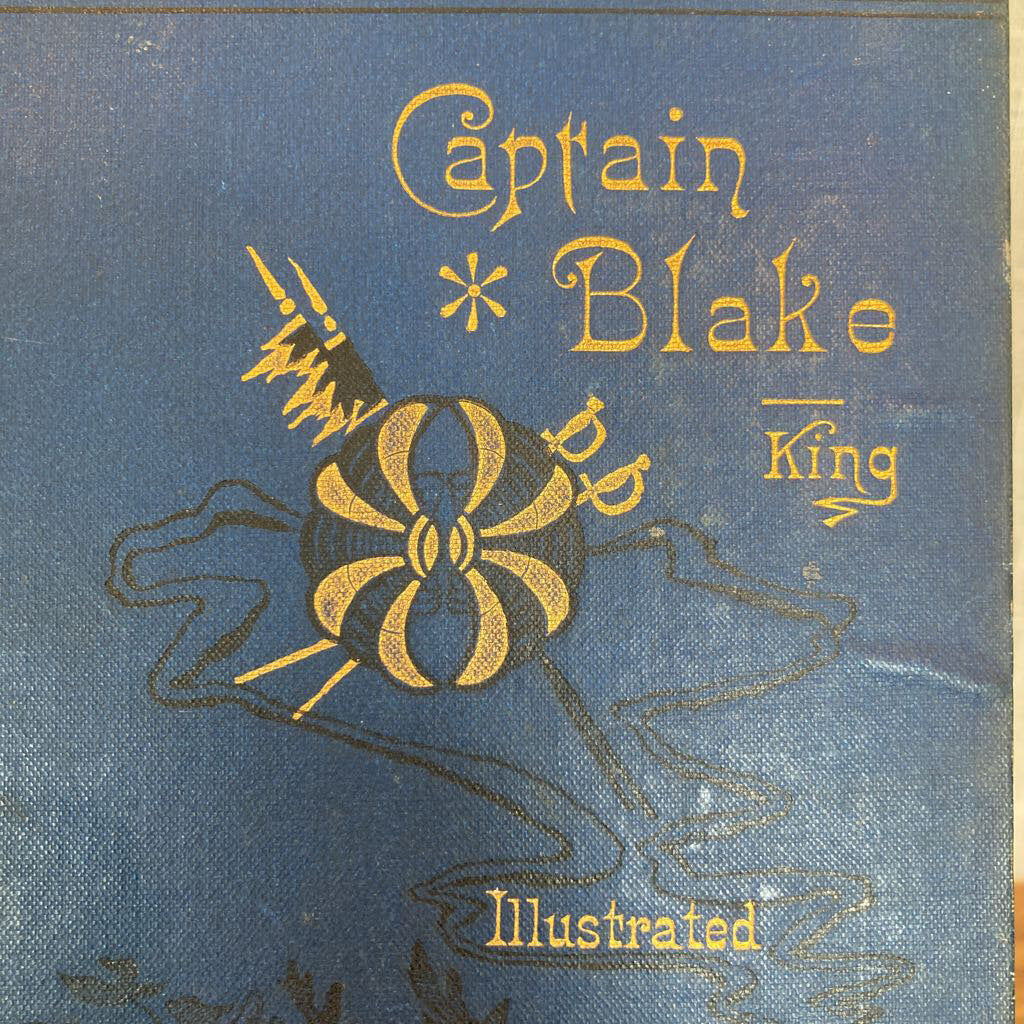 Captain
Blake
King
Illustrated